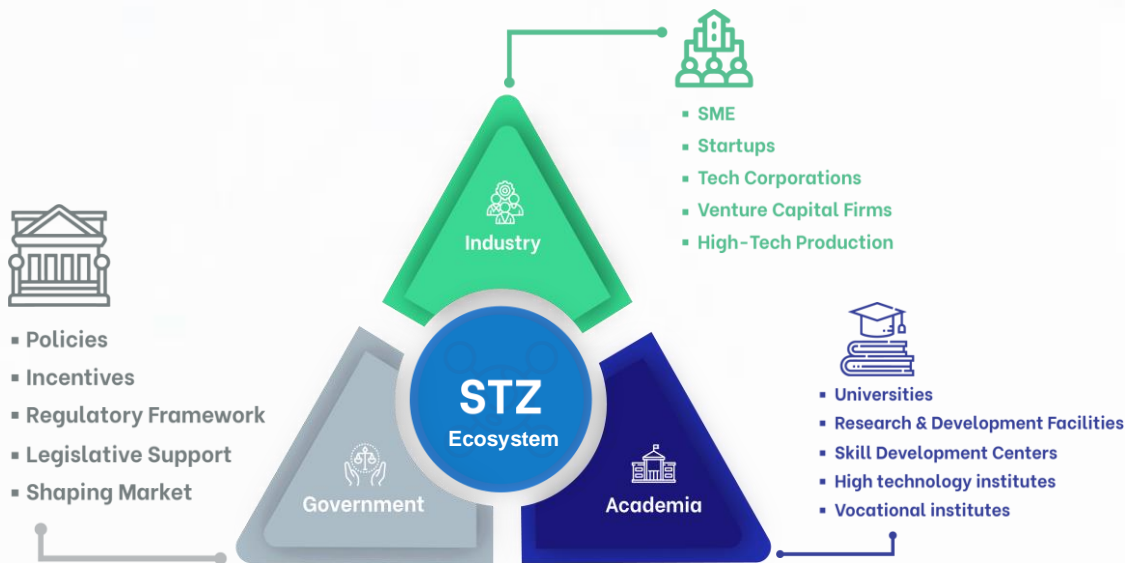 ▪ SME
▪ Startups
▪ Tech Corporations
▪ Venture Capital Firms
▪ High-Tech Production
Industry
▪ Policies
▪ Incentives
▪ Regulatory Framework
▪ Legislative Support
▪ Shaping Market
STZ
Ecosystem
Government
Academia
▪ Universities
▪ Research & Development Facilities
▪ Skill Development Centers
▪ High technology institutes
▪ Vocational institutes